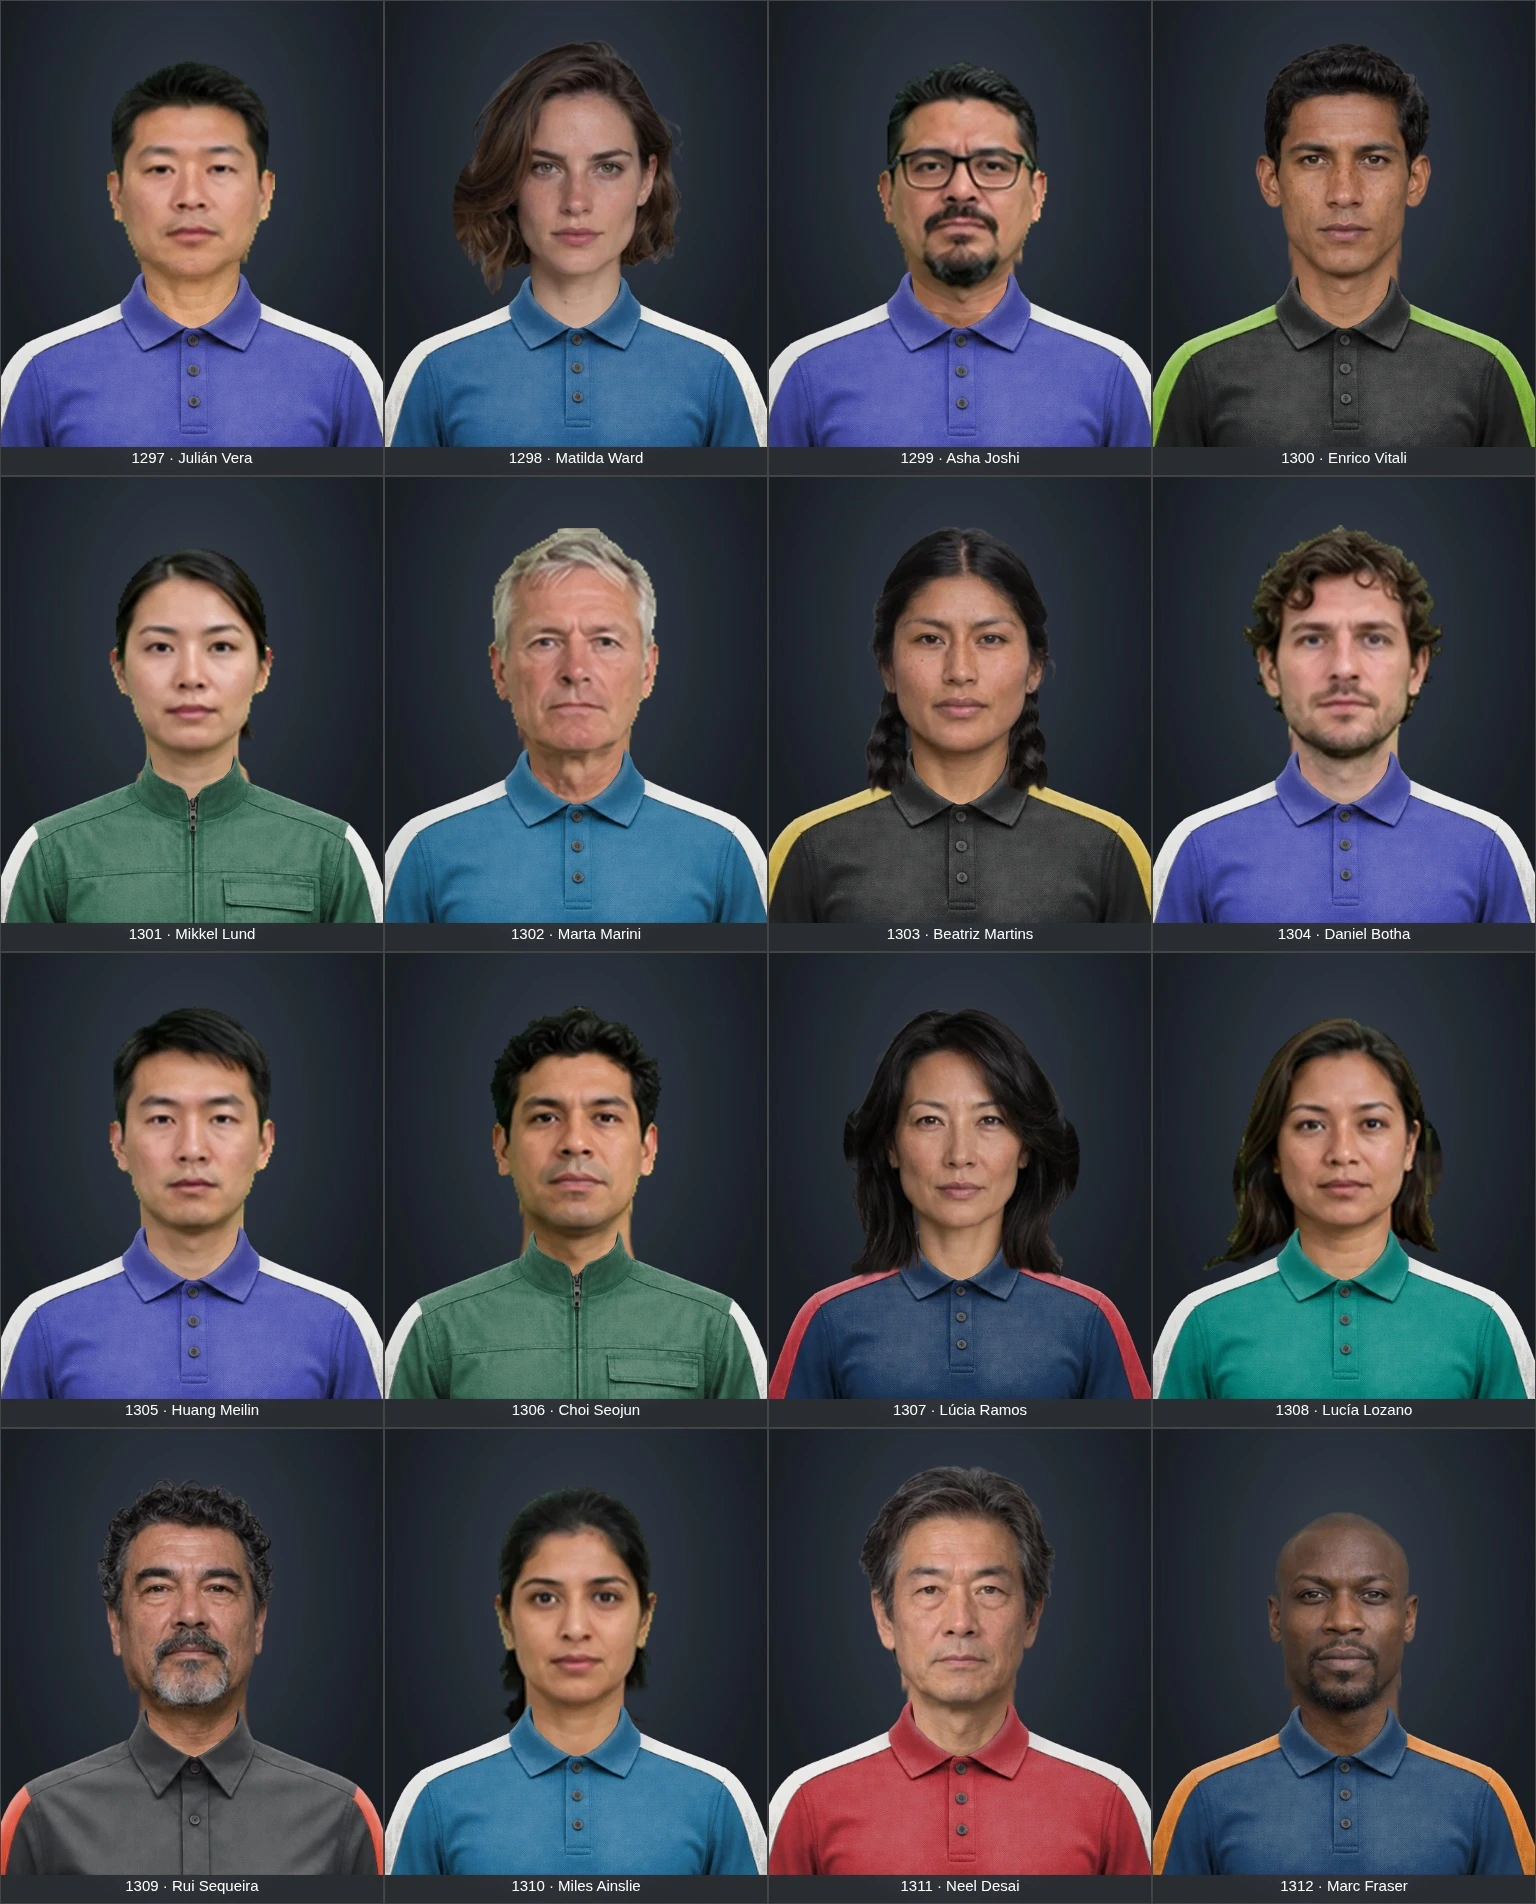 1297 · Julián Vera
1298 · Matilda Ward
1299 · Asha Joshi
1300 · Enrico Vitali
1301 · Mikkel Lund
1302 · Marta Marini
1303 · Beatriz Martins
1304 · Daniel Botha
1305 · Huang Meilin
1306 · Choi Seojun
1307 · Lúcia Ramos
1308 · Lucía Lozano
1309 · Rui Sequeira
1310 · Miles Ainslie
1311 · Neel Desai
1312 · Marc Fraser